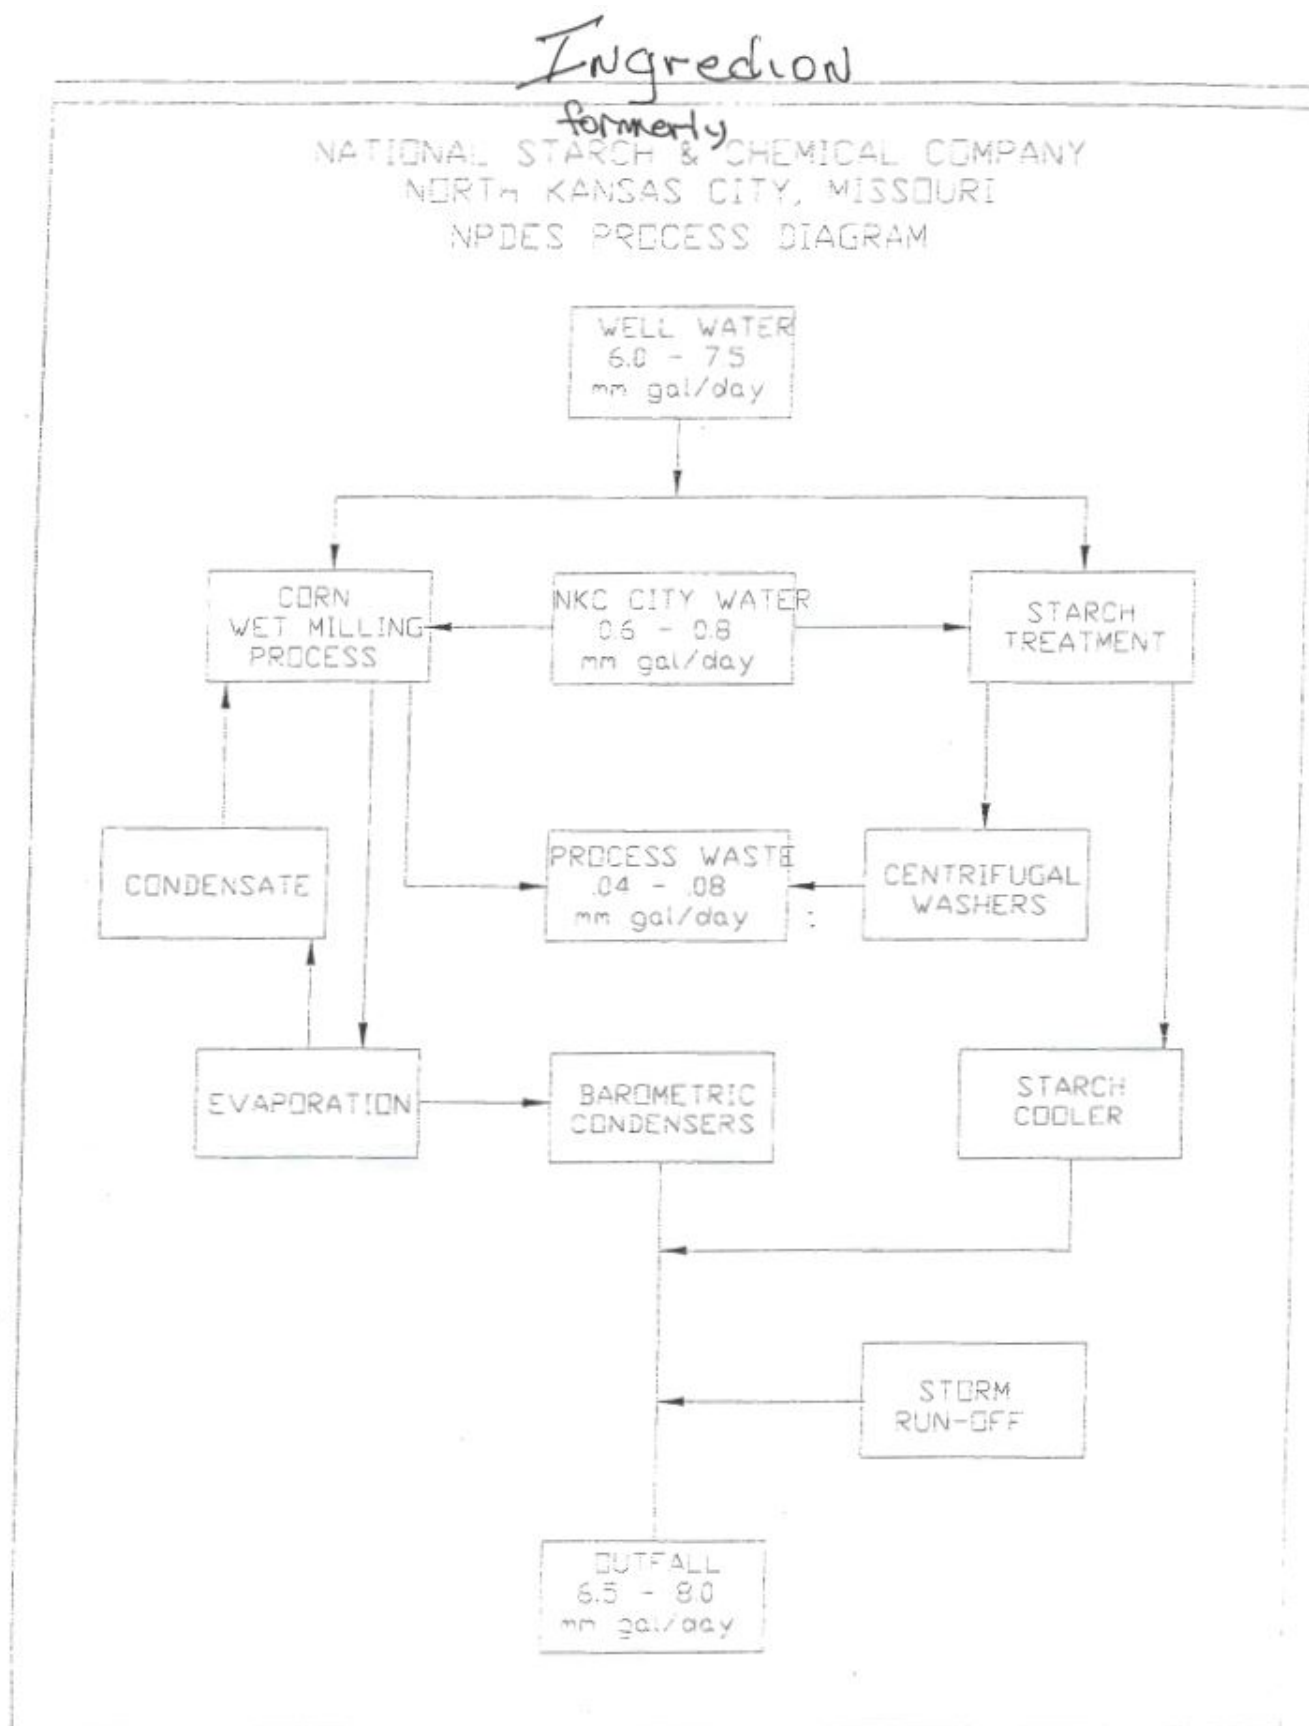 Ingredion
formerly
NATIONAL STARCH & CHEMICAL COMPANY
NORTH KANSAS CITY, MISSOURI
NPDES PROCESS DIAGRAM
WELL WATER
6.0 - 7.5
mm gal/day
CORN
WET MILLING
PROCESS
NKC CITY WATER
0.6 - 0.8
mm gal/day
STARCH
TREATMENT
CONDENSATE
PROCESS WASTE
.04 - .08
mm gal/day
CENTRIFUGAL
WASHERS
EVAPORATION
BAROMETRIC
CONDENSERS
STARCH
COOLER
STORM
RUN-OFF
OUTFALL
6.5 - 8.0
mm gal/day